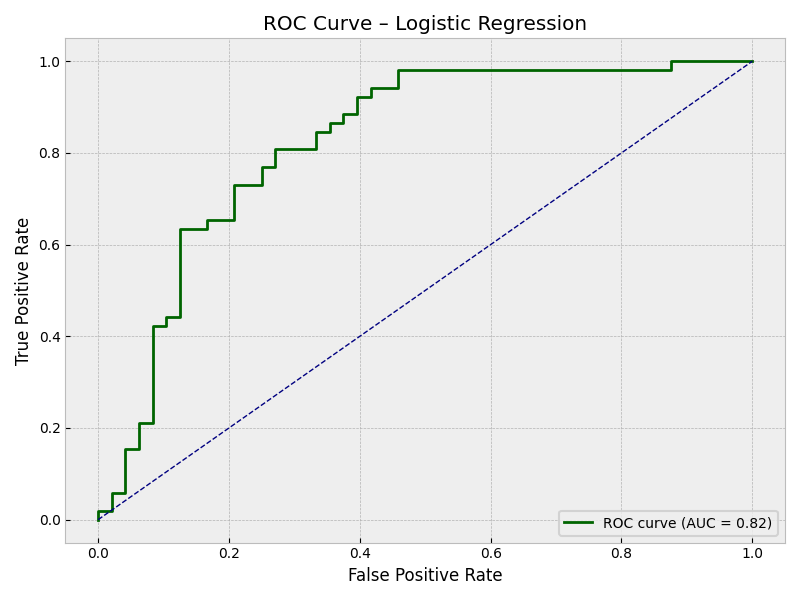 ROC Curve – Logistic Regression
True Positive Rate
1.0
0.8
0.6
0.4
0.2
0.0
0.0 0.2 0.4 0.6 0.8 1.0
False Positive Rate
ROC curve (AUC = 0.82)